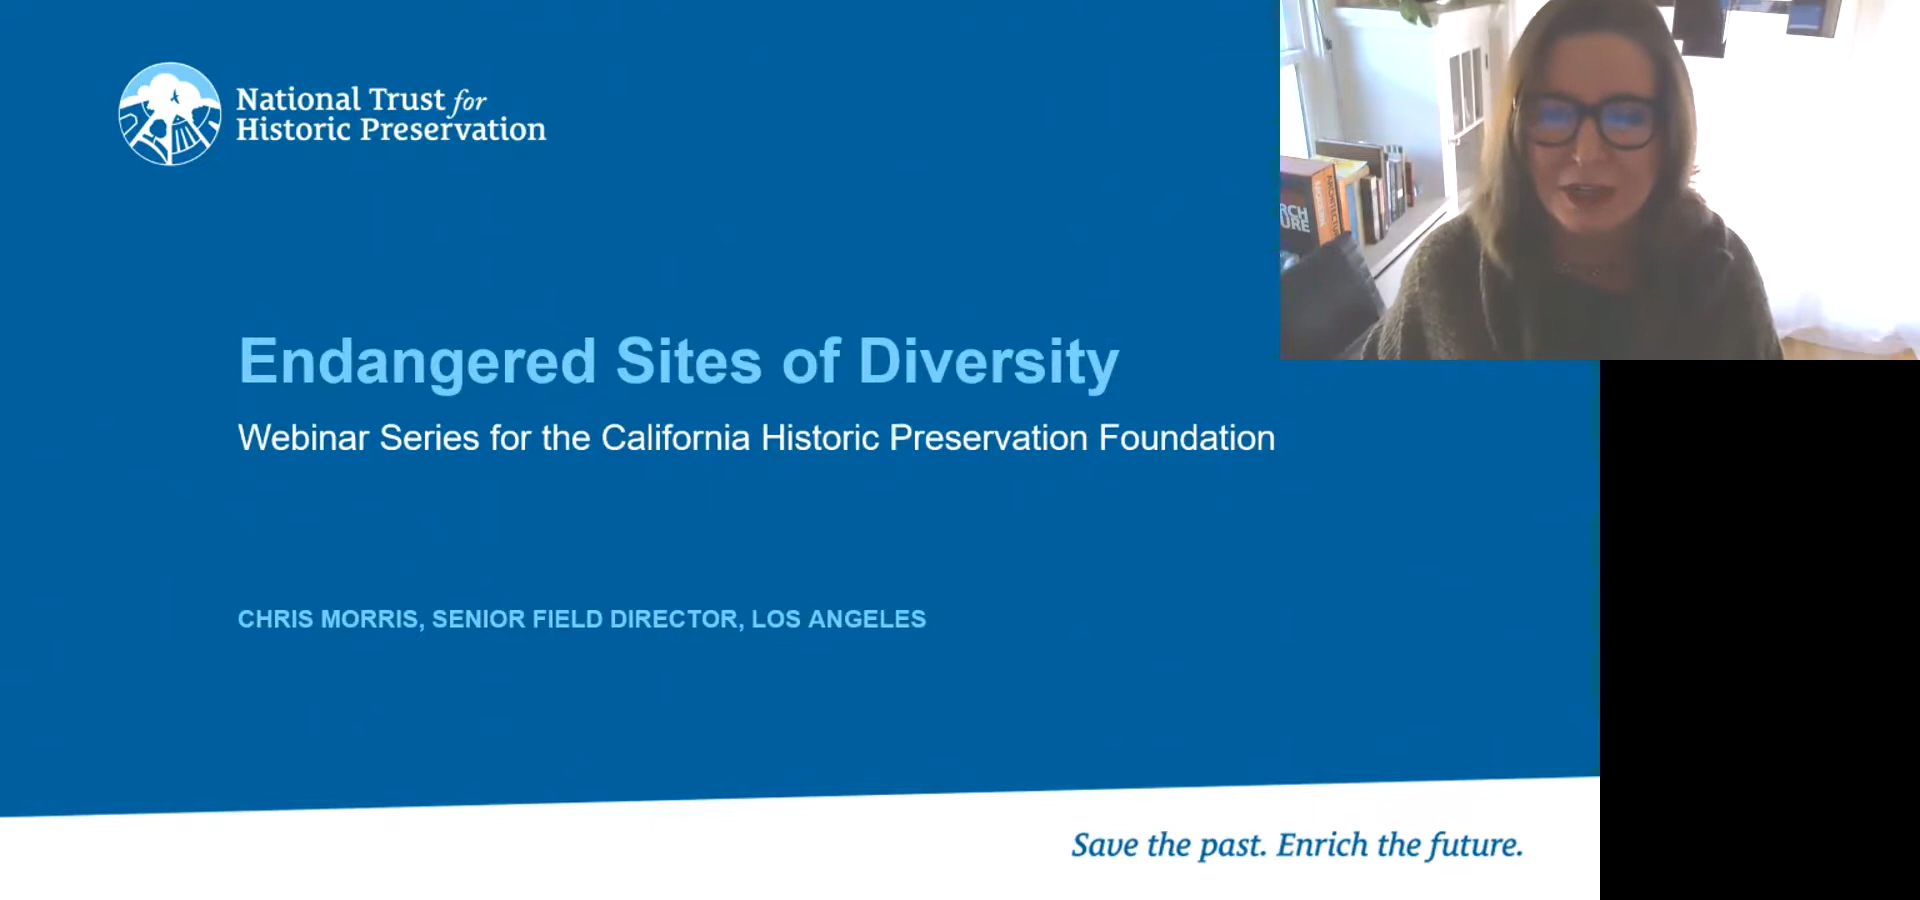 National Trust for
Historic Preservation
Endangered Sites of Diversity
Webinar Series for the California Historic Preservation Foundation
CHRIS MORRIS, SENIOR FIELD DIRECTOR, LOS ANGELES
Save the past. Enrich the future.